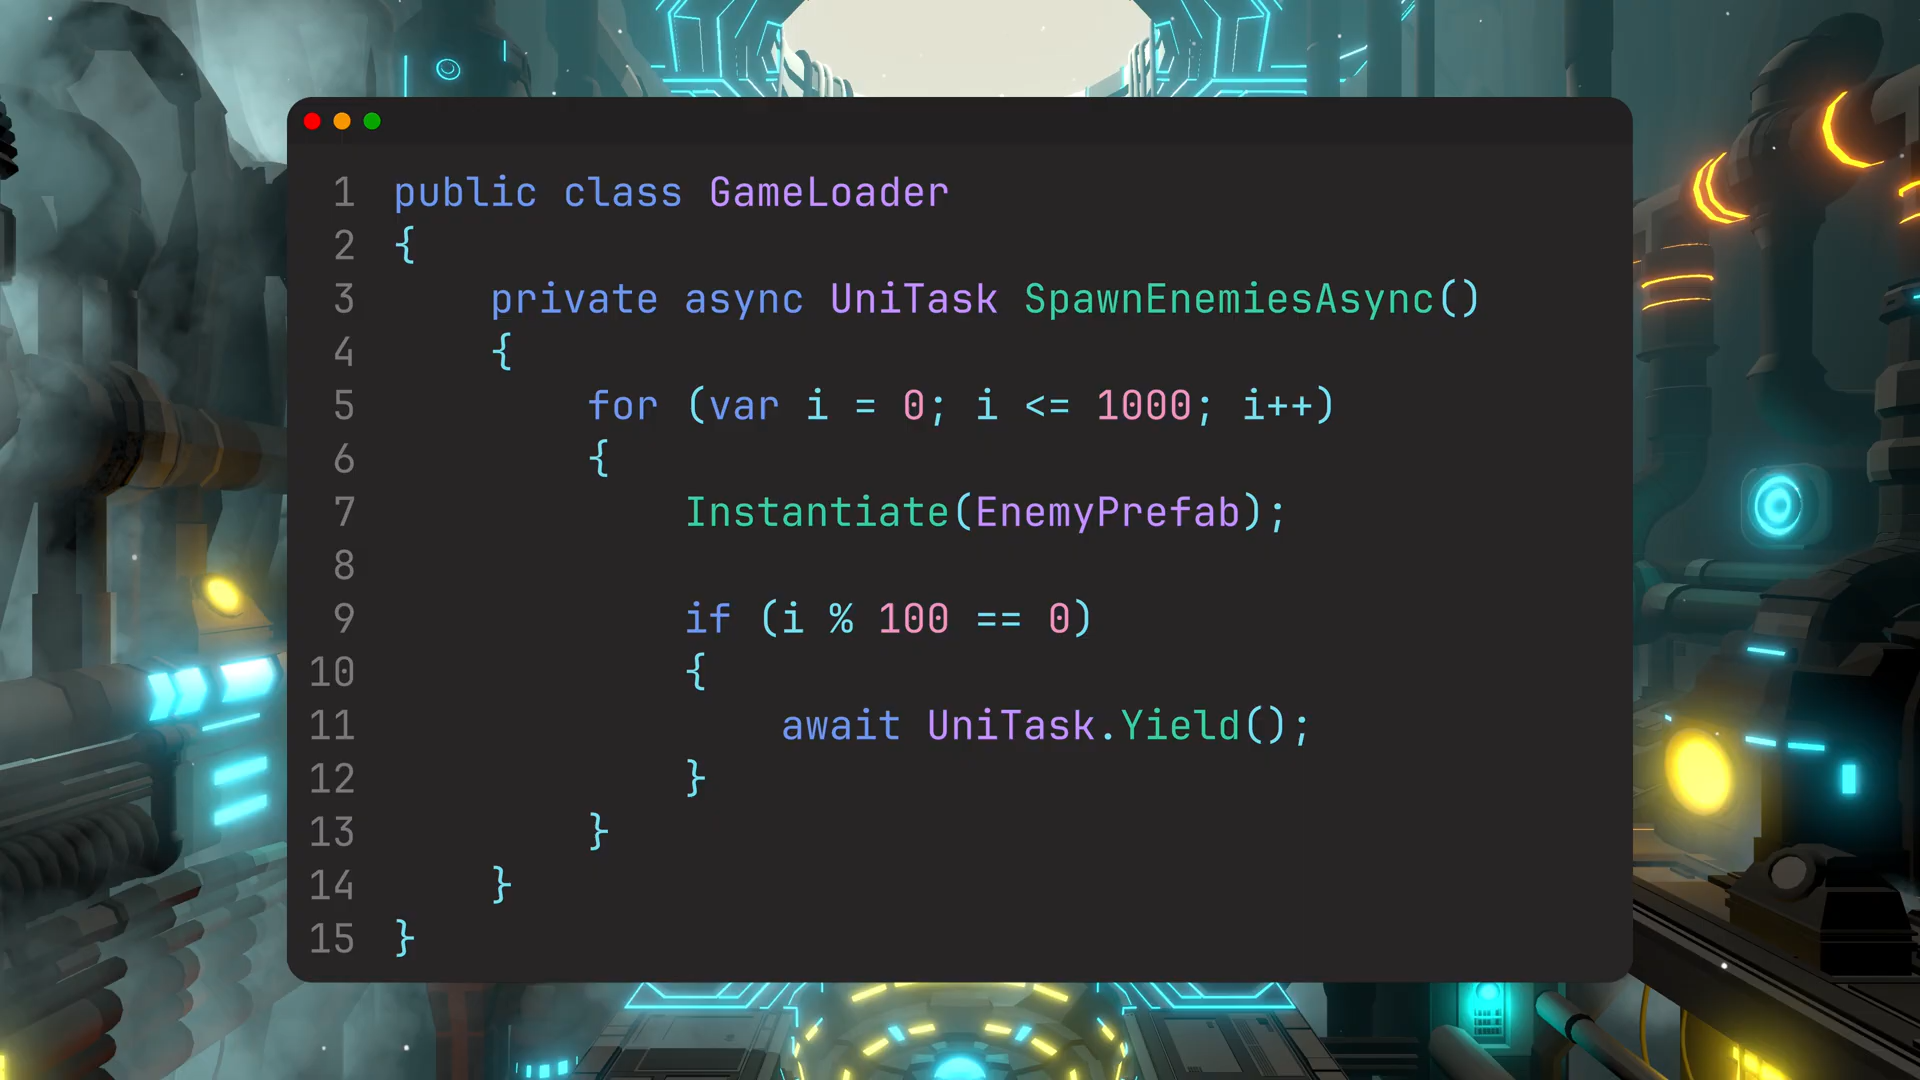 1 public class GameLoader
2 {
3 private async UniTask SpawnEnemiesAsync()
4 {
5 for (var i = 0; i <= 1000; i++)
6 {
7 Instantiate(EnemyPrefab);
8
9 if (i % 100 == 0)
10 {
11 await UniTask.Yield();
12 }
13 }
14 }
15 }